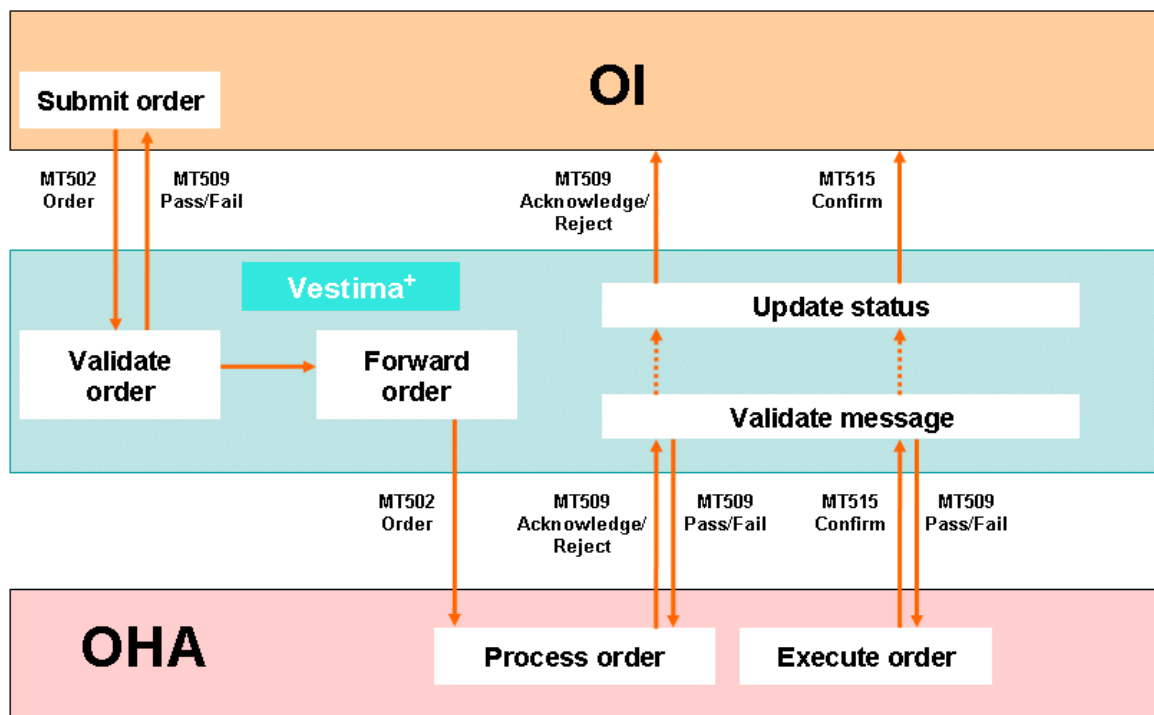 OI
Submit order
MT502
Order
MT509
Pass/Fail
MT509
Acknowledge/
Reject
MT515
Confirm
Vestima+
Update status
Validate
order
Forward
order
Validate message
MT502
Order
MT509
Acknowledge/
Reject
MT509
Pass/Fail
MT515
Confirm
MT509
Pass/Fail
OHA
Process order
Execute order